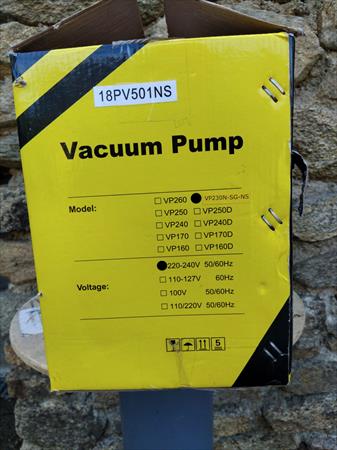 18PV501NS
Vacuum Pump
Model:
VP260 VP230N-SG-NS
VP250 VP250D
VP240 VP240D
VP170 VP170D
VP160 VP160D
Voltage:
220-240V 50/60Hz
110-127V 60Hz
100V 50/60Hz
110/220V 50/60Hz
5